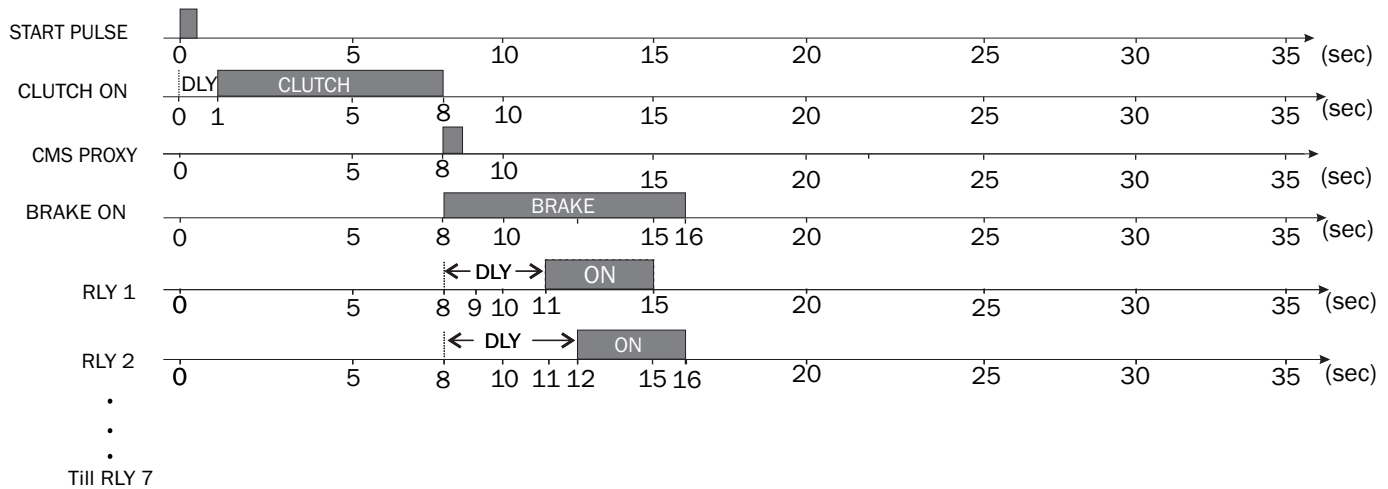 START PULSE
0 5 10 15 20 25 30 35 (sec)
CLUTCH ON
DLY CLUTCH
0 1 5 8 10 15 20 25 30 35 (sec)
CMS PROXY
0 5 8 10 15 20 25 30 35 (sec)
BRAKE ON
BRAKE
0 5 8 10 15 16 20 25 30 35 (sec)
RLY 1
DLY ON
0 5 8 9 10 11 15 20 25 30 35 (sec)
RLY 2
DLY ON
0 5 8 10 11 12 15 16 20 25 30 35 (sec)
Till RLY 7